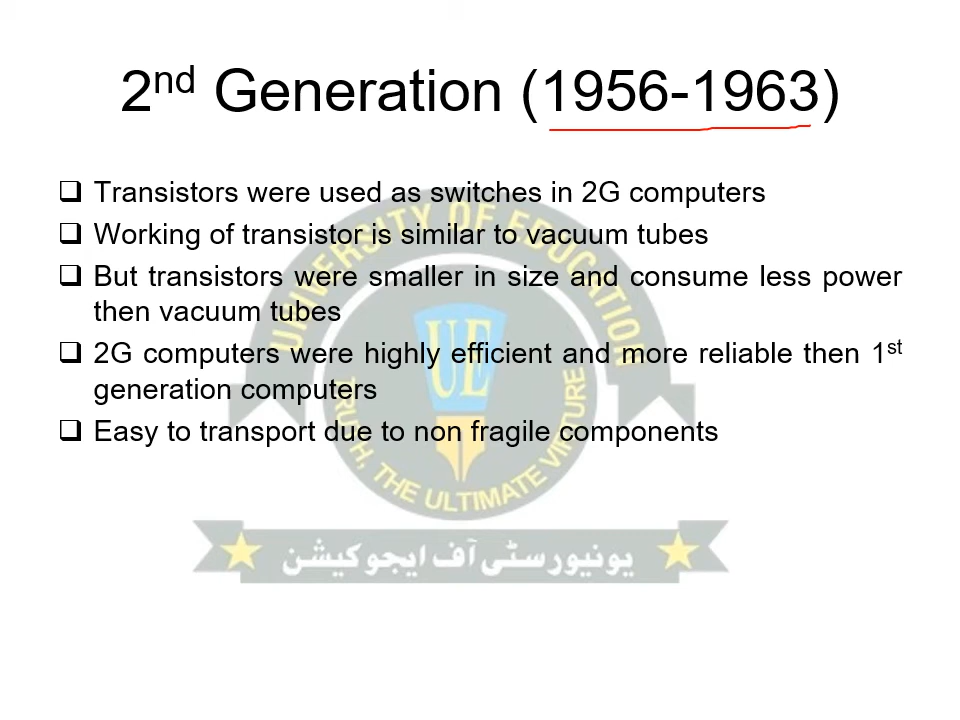 2nd Generation (1956-1963)
❑ Transistors were used as switches in 2G computers
❑ Working of transistor is similar to vacuum tubes
❑ But transistors were smaller in size and consume less power
then vacuum tubes
❑ 2G computers were highly efficient and more reliable then 1st
generation computers
❑ Easy to transport due to non fragile components
UNIVERSITY OF EDUCATION
UE
TRUTH, THE ULTIMATE VIRTUE
یونیورسٹی آف ایجوکیشن